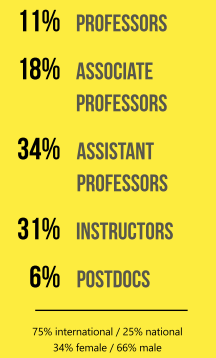 11% PROFESSORS
18% ASSOCIATE
PROFESSORS
34% ASSISTANT
PROFESSORS
31% INSTRUCTORS
6% POSTDOCS
75% international / 25% national
34% female / 66% male